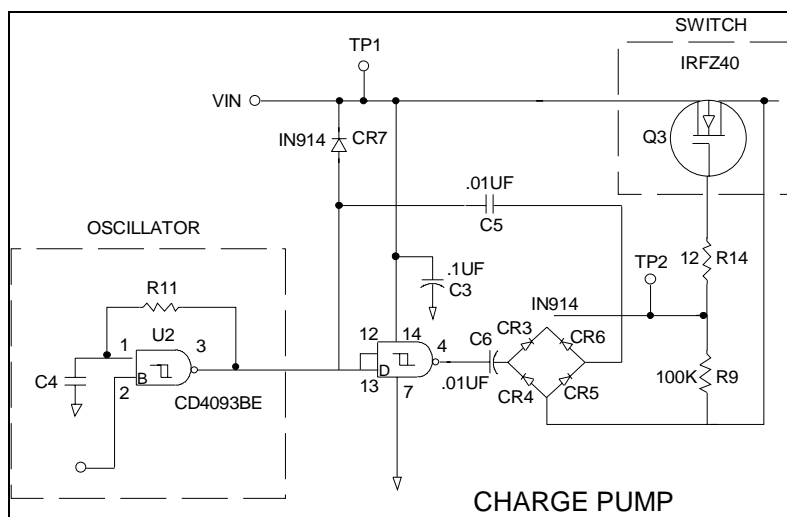 SWITCH
TP1
IRFZ40
VIN
IN914
CR7
Q3
.01UF
C5
OSCILLATOR
.1UF
C3
TP2
12
R14
R11
U2
IN914
1
3
12
14
4
C6
CR3
CR6
C4
B
D
2
13
.01UF
7
CR4
CR5
100K
R9
CD4093BE
CHARGE PUMP